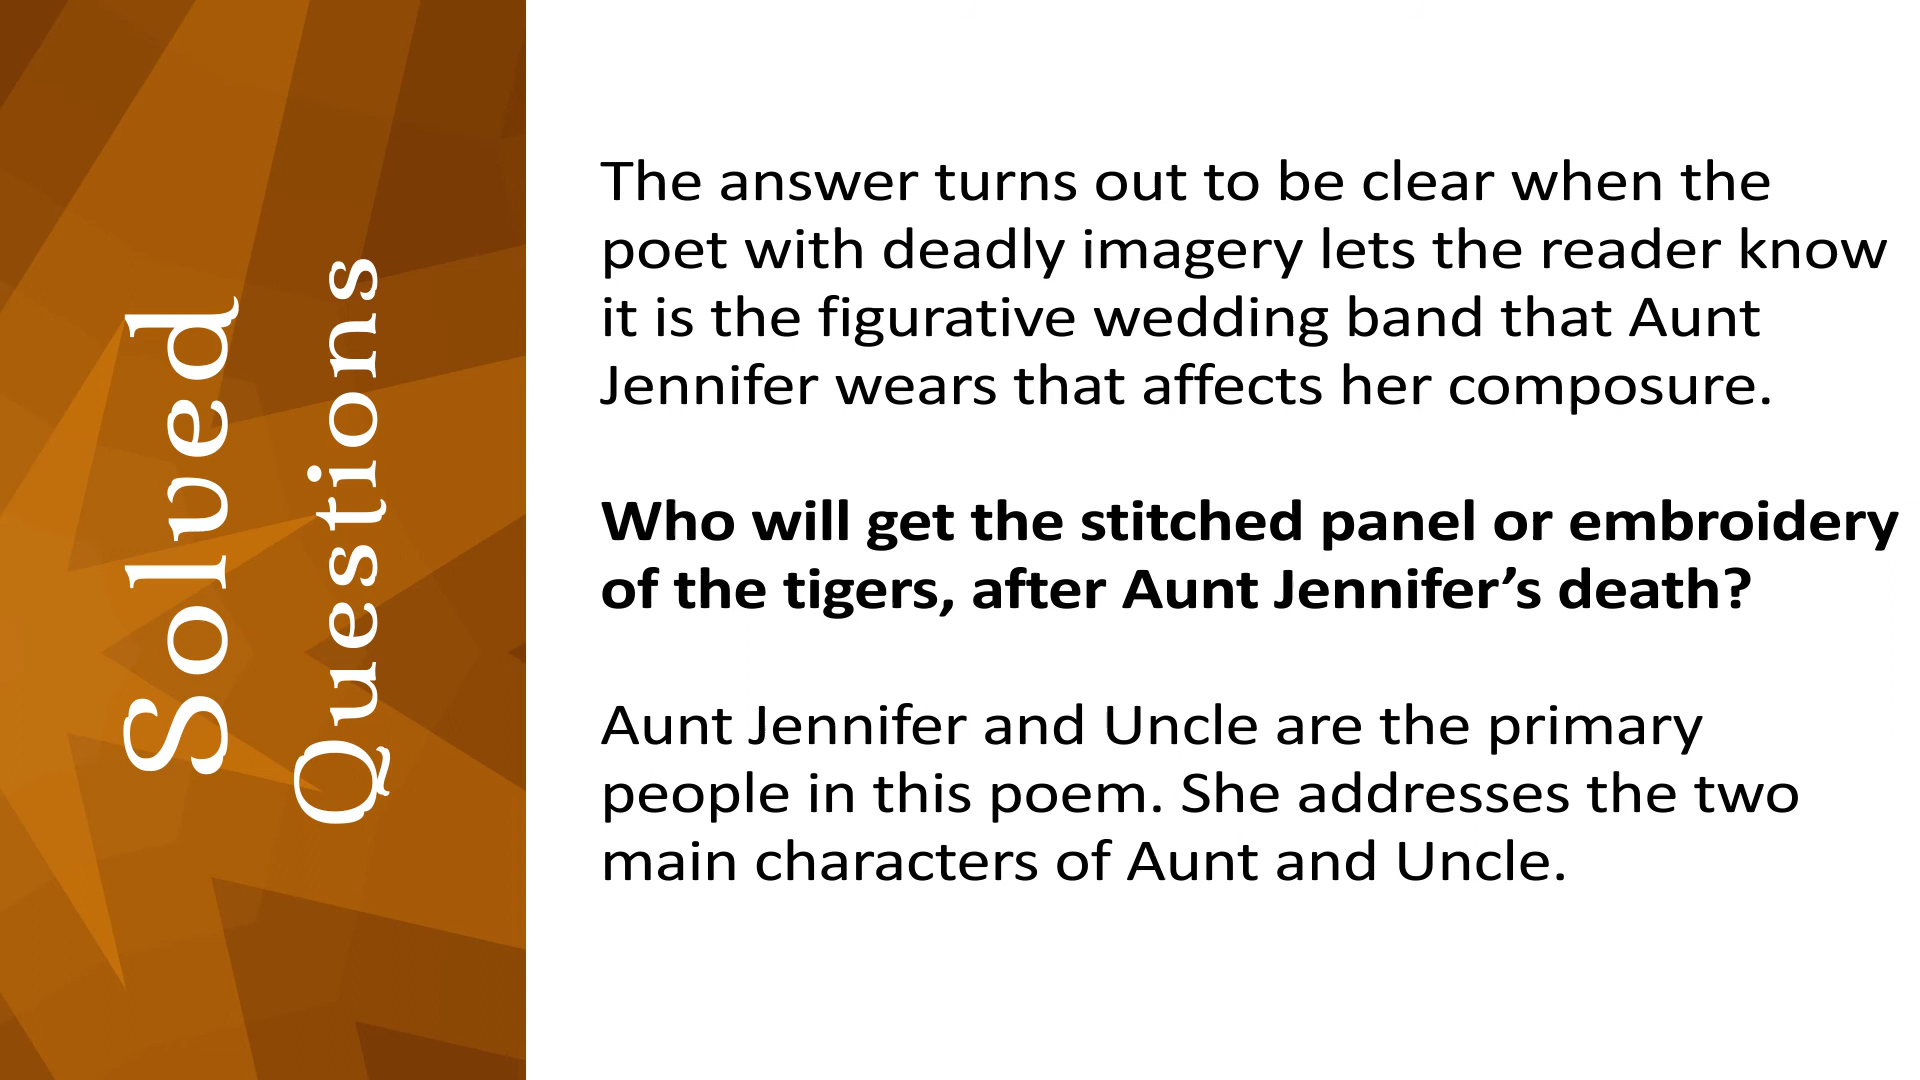 Solved
Questions
The answer turns out to be clear when the
poet with deadly imagery lets the reader know
it is the figurative wedding band that Aunt
Jennifer wears that affects her composure.
Who will get the stitched panel or embroidery
of the tigers, after Aunt Jennifer’s death?
Aunt Jennifer and Uncle are the primary
people in this poem. She addresses the two
main characters of Aunt and Uncle.